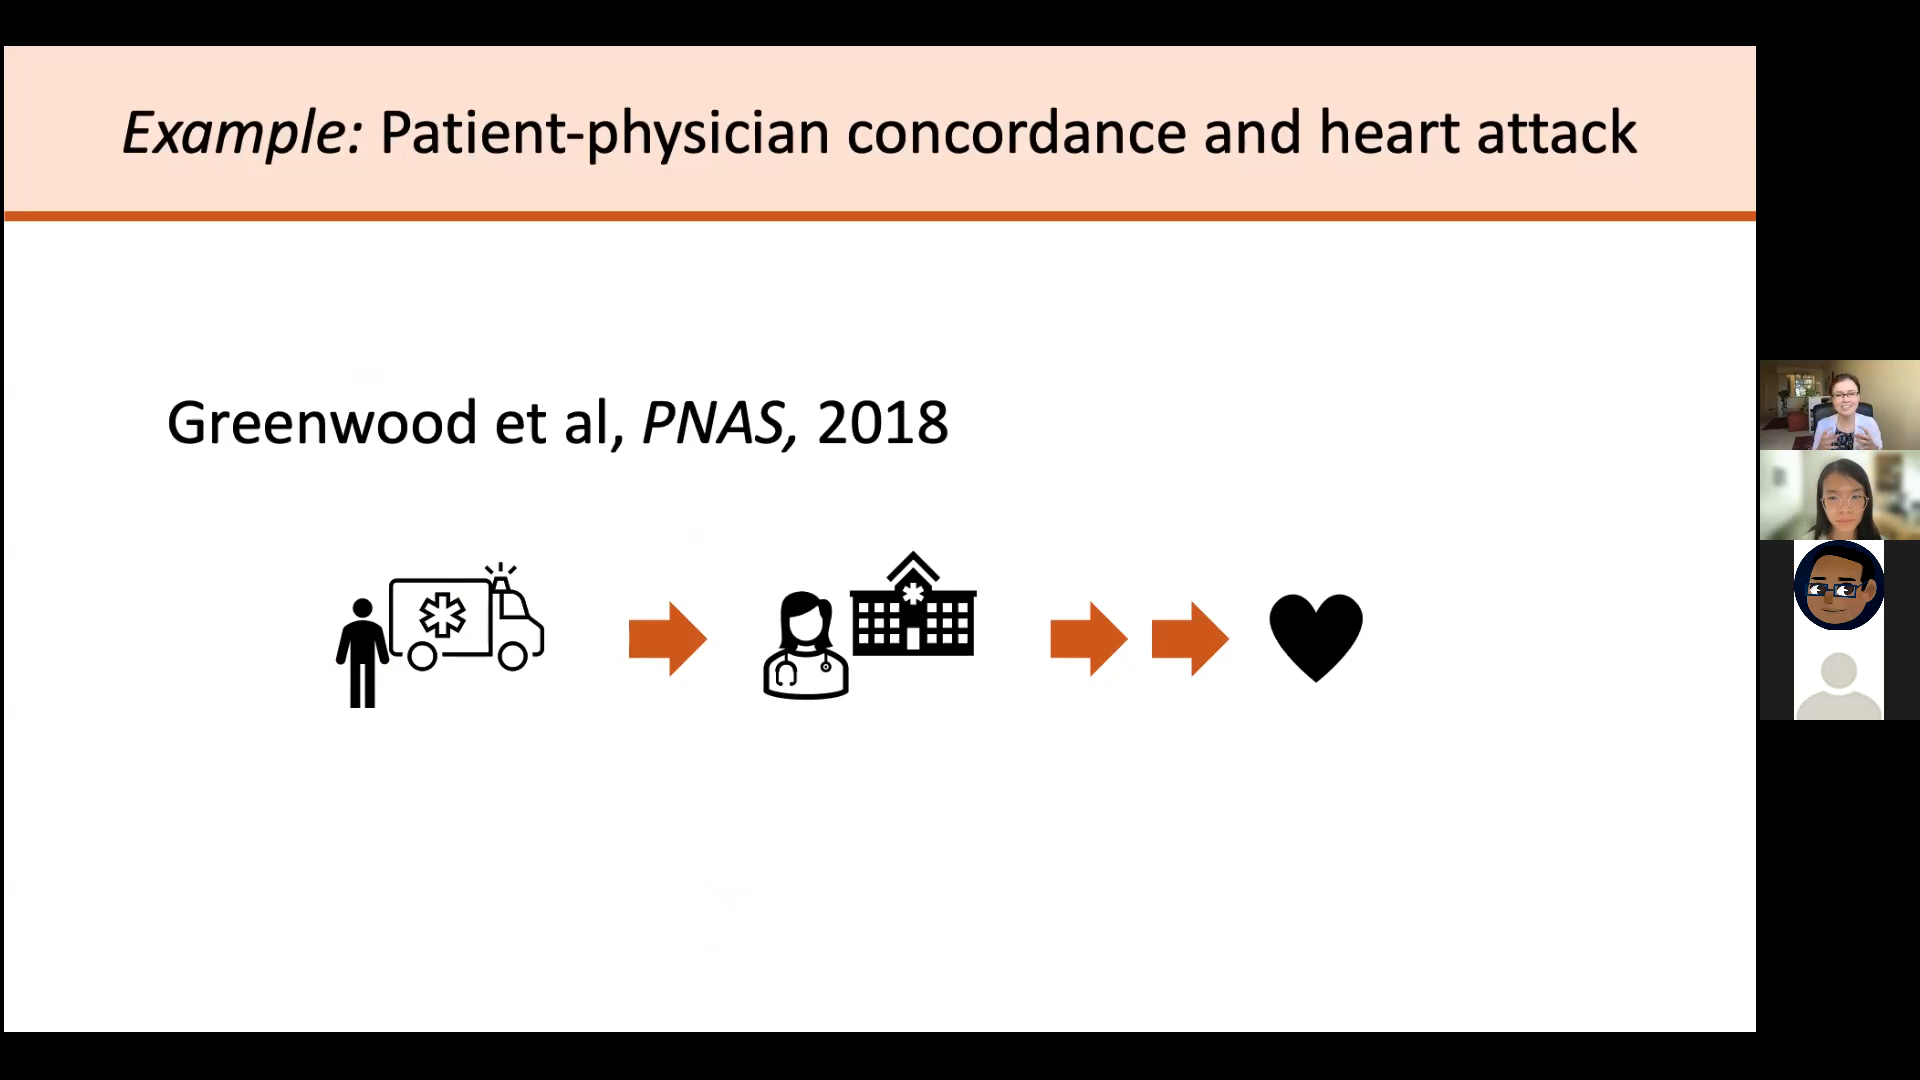 Example: Patient-physician concordance and heart attack
Greenwood et al, PNAS, 2018